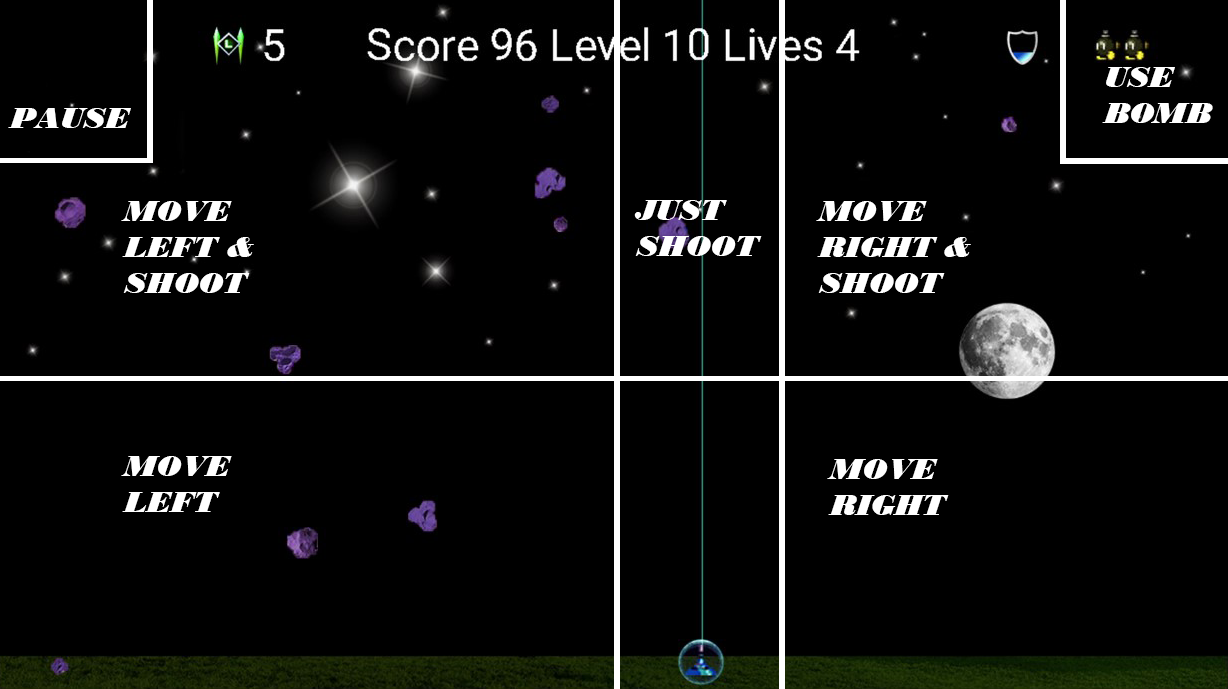 L 5 Score 96 Level 10 Lives 4
PAUSE
USE
BOMB
MOVE
LEFT &
SHOOT
JUST
SHOOT
MOVE
RIGHT &
SHOOT
MOVE
LEFT
MOVE
RIGHT